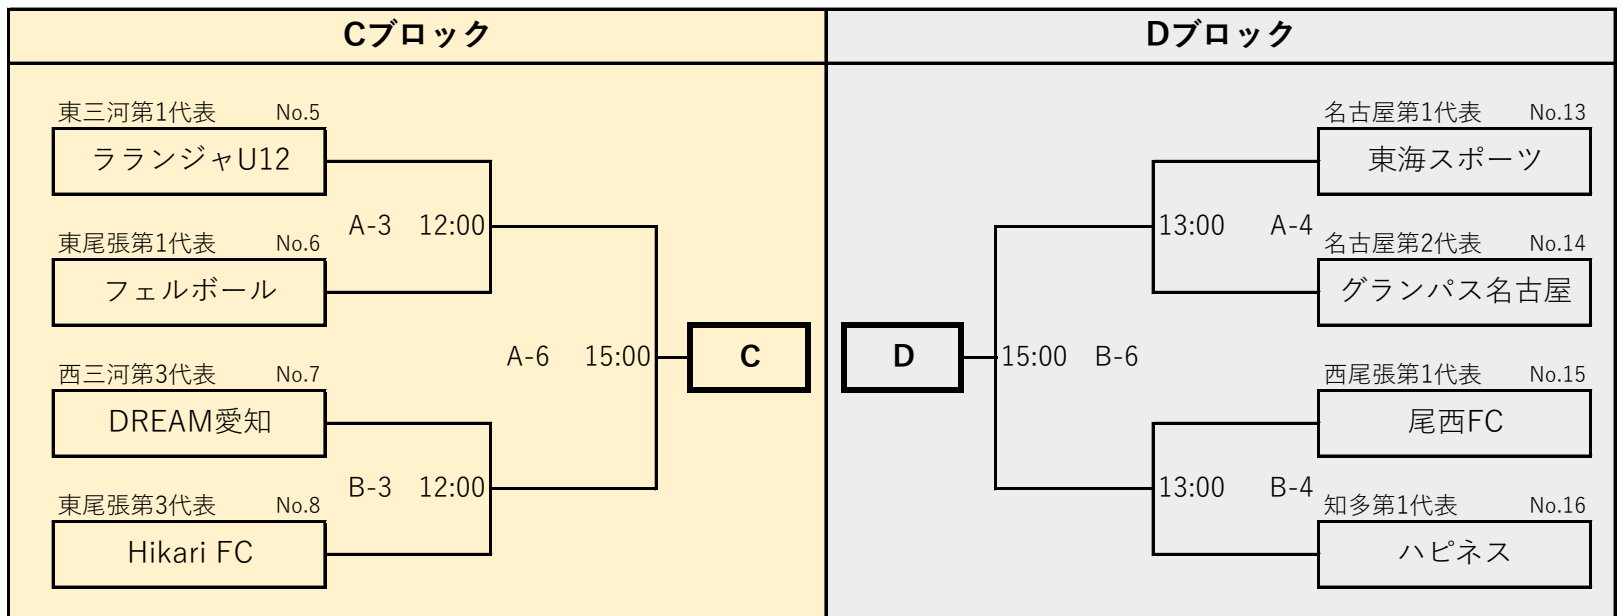 Cブロック
東三河第1代表 No.5
ラランジャU12
A-3 12:00
東尾張第1代表 No.6
フェルボール
A-6 15:00
C
西三河第3代表 No.7
DREAM愛知
B-3 12:00
東尾張第3代表 No.8
Hikari FC
Dブロック
名古屋第1代表 No.13
東海スポーツ
13:00 A-4
名古屋第2代表 No.14
グランパス名古屋
D
15:00 B-6
西尾張第1代表 No.15
尾西FC
13:00 B-4
知多第1代表 No.16
ハピネス